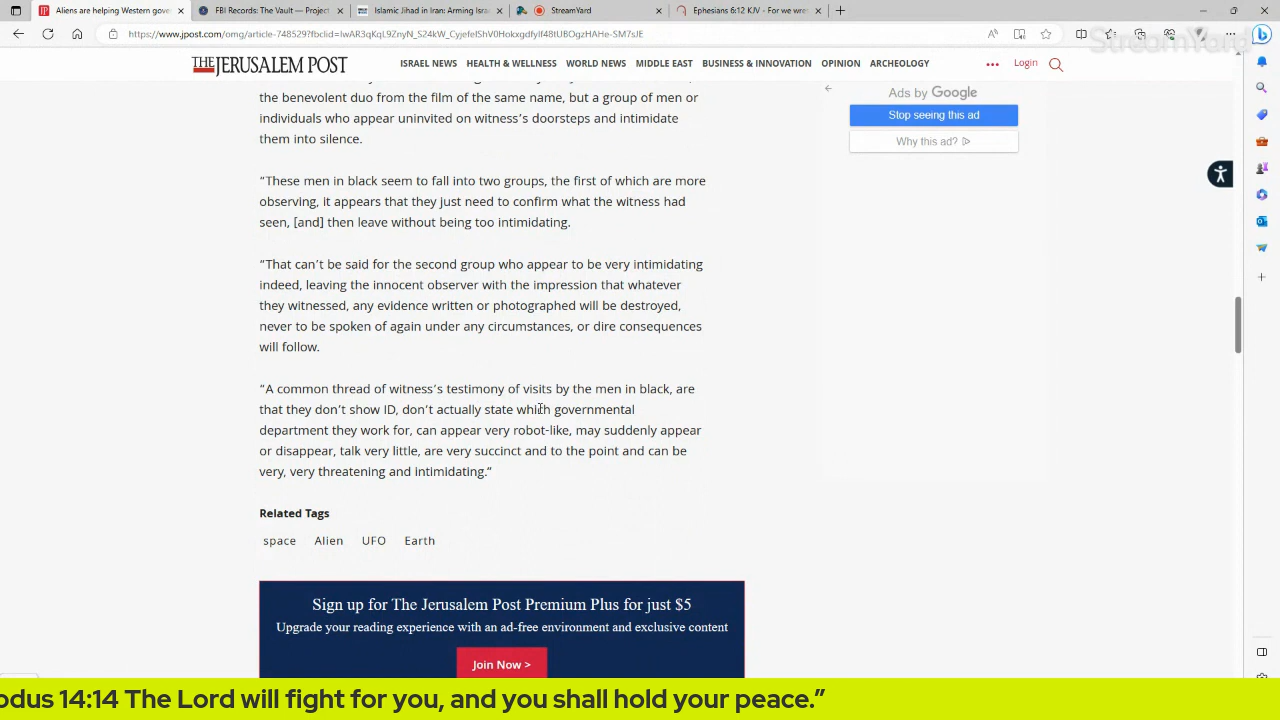 Aliens are helping Western gover
FBI Records: The Vault — Project
Islamic Jihad in Iran: Arming Isra
StreamYard
Ephesians 6:12 KJV - For we wres
https://www.jpost.com/omg/article-748529?fbclid=IwAR3qKqL9ZnyN_S24kW_CyjefeIShV0Hokxgdfylf48tUBOgzHAHe-SM7sJE
StreamYard
THE JERUSALEM POST
ISRAEL NEWS HEALTH & WELLNESS WORLD NEWS MIDDLE EAST BUSINESS & INNOVATION OPINION ARCHEOLOGY
Login
the benevolent duo from the film of the same name, but a group of men or
individuals who appear uninvited on witness’s doorsteps and intimidate
them into silence.
“These men in black seem to fall into two groups, the first of which are more
observing, it appears that they just need to confirm what the witness had
seen, [and] then leave without being too intimidating.
“That can’t be said for the second group who appear to be very intimidating
indeed, leaving the innocent observer with the impression that whatever
they witnessed, any evidence written or photographed will be destroyed,
never to be spoken of again under any circumstances, or dire consequences
will follow.
“A common thread of witness’s testimony of visits by the men in black, are
that they don’t show ID, don’t actually state which governmental
department they work for, can appear very robot-like, may suddenly appear
or disappear, talk very little, are very succinct and to the point and can be
very, very threatening and intimidating.”
Related Tags
space Alien UFO Earth
Sign up for The Jerusalem Post Premium Plus for just $5
Upgrade your reading experience with an ad-free environment and exclusive content
Join Now >
Ads by Google
Stop seeing this ad
Why this ad?
odus 14:14 The Lord will fight for you, and you shall hold your peace.”